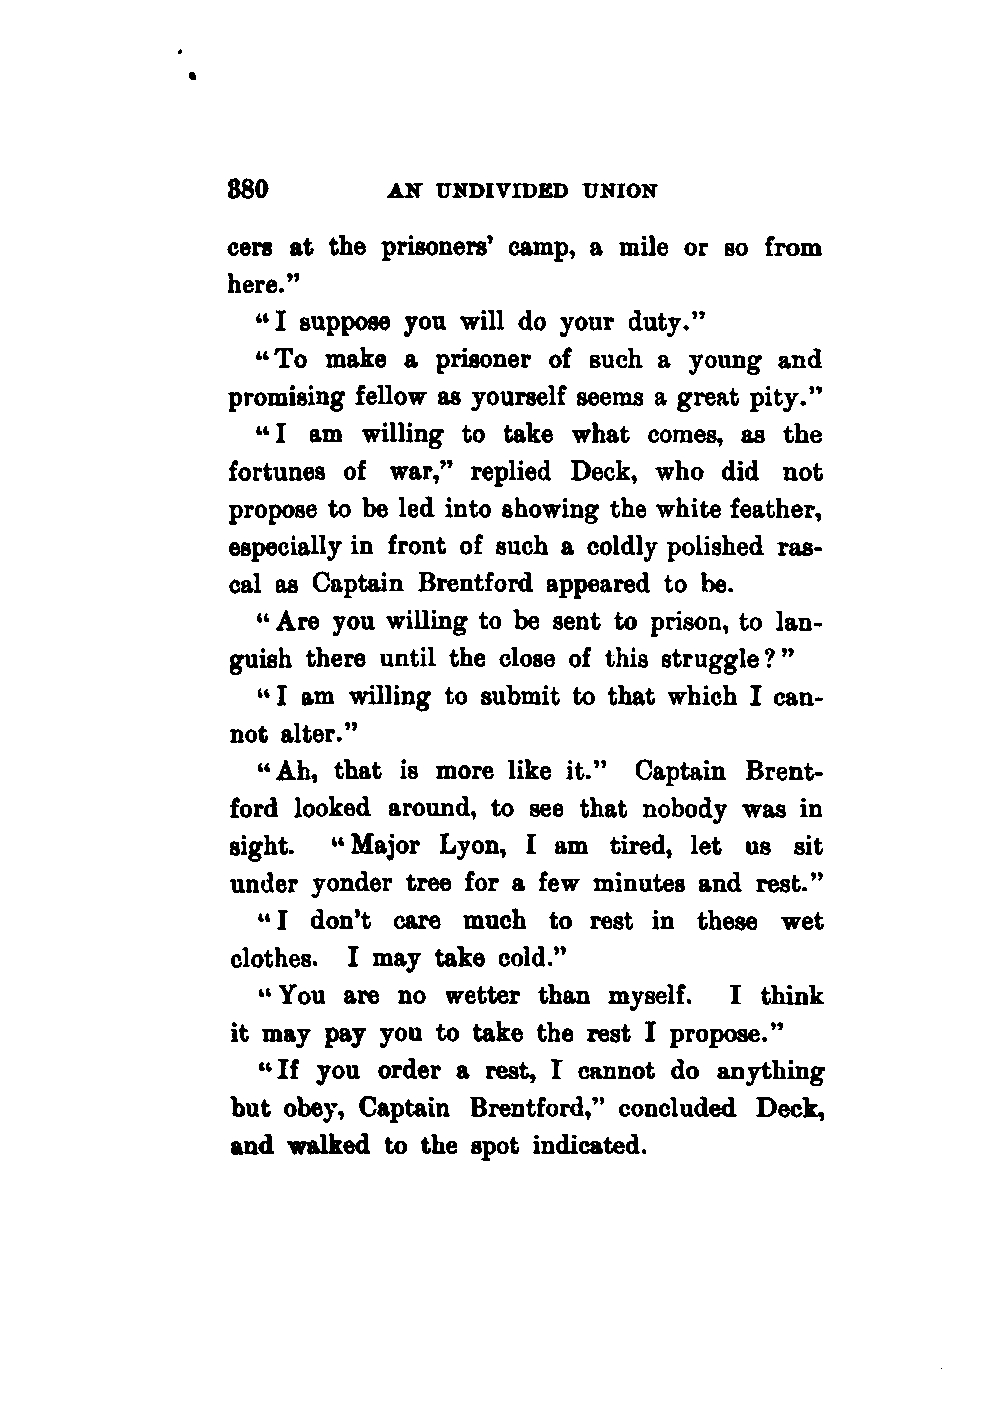 380 AN UNDIVIDED UNION
cers at the prisoners' camp, a mile or so from
here."
"I suppose you will do your duty."
"To make a prisoner of such a young and
promising fellow as yourself seems a great pity."
"I am willing to take what comes, as the
fortunes of war," replied Deck, who did not
propose to be led into showing the white feather,
especially in front of such a coldly polished ras-
cal as Captain Brentford appeared to be.
"Are you willing to be sent to prison, to lan-
guish there until the close of this struggle?"
"I am willing to submit to that which I can-
not alter."
"Ah, that is more like it." Captain Brent-
ford looked around, to see that nobody was in
sight. "Major Lyon, I am tired, let us sit
under yonder tree for a few minutes and rest."
"I don't care much to rest in these wet
clothes. I may take cold."
"You are no wetter than myself. I think
it may pay you to take the rest I propose."
"If you order a rest, I cannot do anything
but obey, Captain Brentford," concluded Deck,
and walked to the spot indicated.